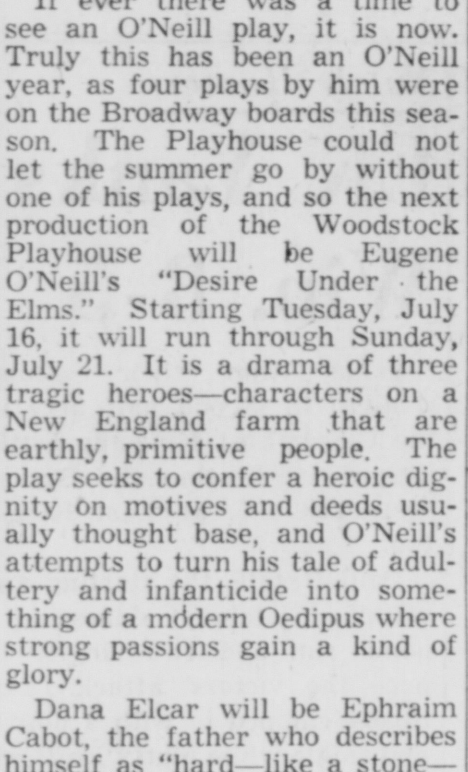 If ever there was a time to
see an O'Neill play, it is now.
Truly this has been an O'Neill
year, as four plays by him were
on the Broadway boards this sea-
son. The Playhouse could not
let the summer go by without
one of his plays, and so the next
production of the Woodstock
Playhouse will be Eugene
O'Neill's "Desire Under the
Elms." Starting Tuesday, July
16, it will run through Sunday,
July 21. It is a drama of three
tragic heroes—characters on a
New England farm that are
earthly, primitive people. The
play seeks to confer a heroic dig-
nity on motives and deeds usu-
ally thought base, and O'Neill's
attempts to turn his tale of adul-
tery and infanticide into some-
thing of a modern Oedipus where
strong passions gain a kind of
glory.
Dana Elcar will be Ephraim
Cabot, the father who describes
himself as "hard—like a stone—